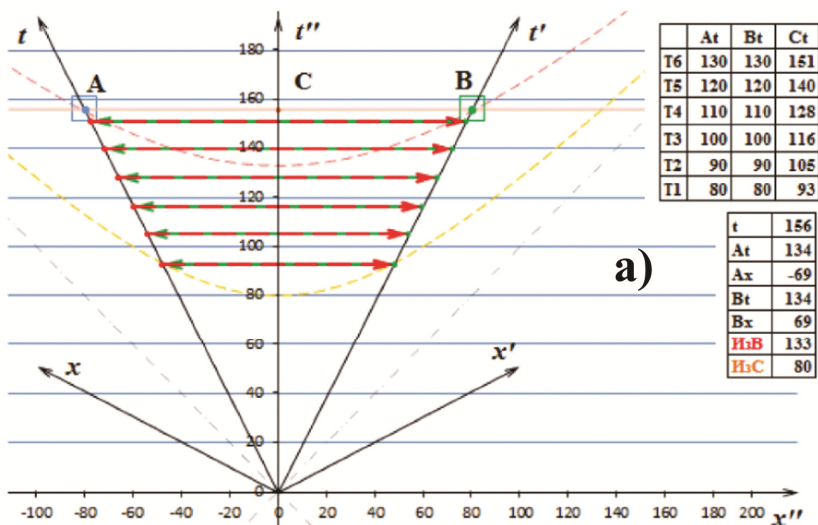 t
t''
t'
A
C
B
180
160
140
120
100
80
60
40
20
0
x
x'
-100 -80 -60 -40 -20 0 20 40 60 80 100 120 140 160 180 200
x''
а)
At Bt Ct
T6 130 130 151
T5 120 120 140
T4 110 110 128
T3 100 100 116
T2 90 90 105
T1 80 80 93
t 156
At 134
Ax -69
Bt 134
Bx 69
ИзВ 133
ИзС 80